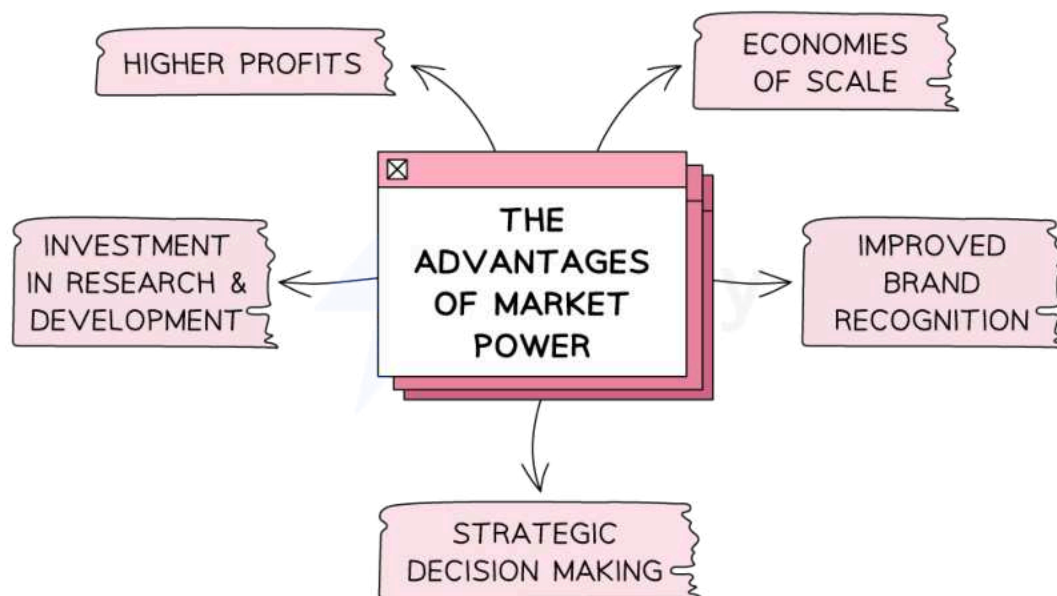 HIGHER PROFITS
ECONOMIES
OF SCALE
THE
ADVANTAGES
OF MARKET
POWER
INVESTMENT
IN RESEARCH &
DEVELOPMENT
IMPROVED
BRAND
RECOGNITION
STRATEGIC
DECISION MAKING